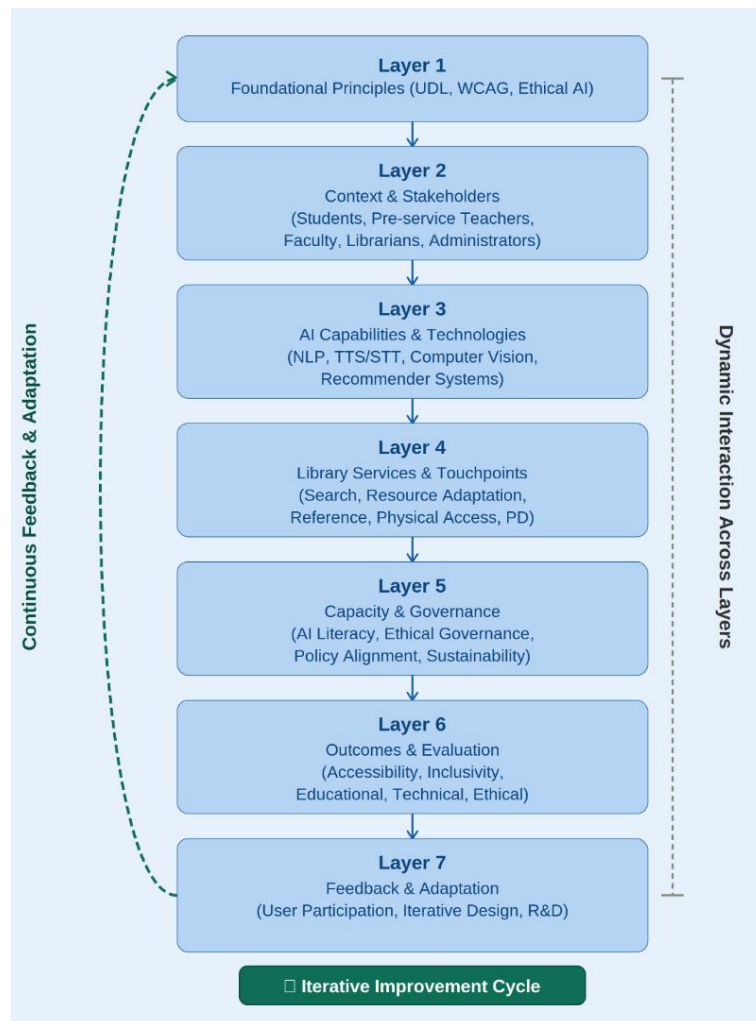 Layer 1
Foundational Principles (UDL, WCAG, Ethical AI)
Layer 2
Context & Stakeholders
(Students, Pre-service Teachers,
Faculty, Librarians, Administrators)
Layer 3
AI Capabilities & Technologies
(NLP, TTS/STT, Computer Vision,
Recommender Systems)
Layer 4
Library Services & Touchpoints
(Search, Resource Adaptation,
Reference, Physical Access, PD)
Layer 5
Capacity & Governance
(AI Literacy, Ethical Governance,
Policy Alignment, Sustainability)
Layer 6
Outcomes & Evaluation
(Accessibility, Inclusivity,
Educational, Technical, Ethical)
Layer 7
Feedback & Adaptation
(User Participation, Iterative Design, R&D)
Iterative Improvement Cycle
Continuous Feedback & Adaptation
Dynamic Interaction Across Layers